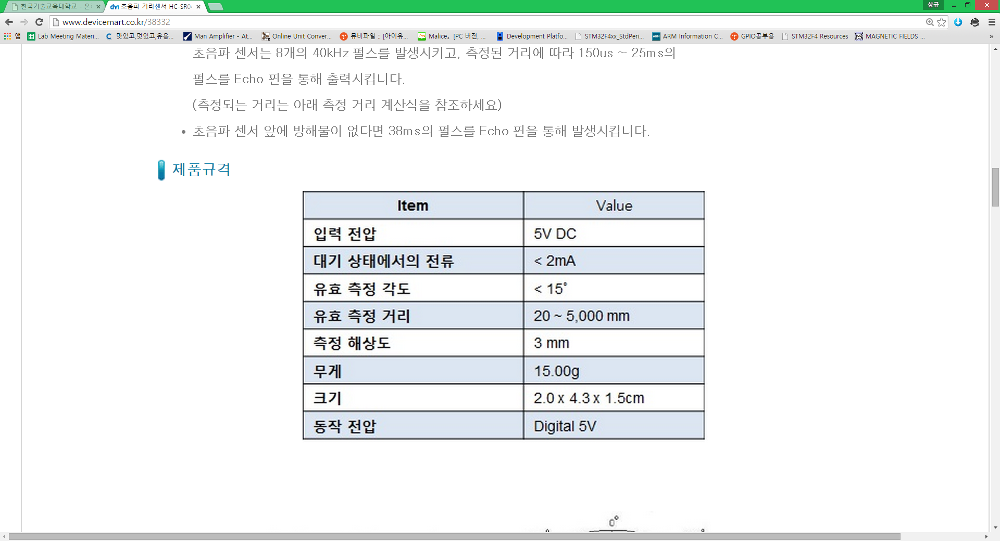 상규
한국기술교육대학교 - 온
초음파 거리센서 HC-SR04
www.devicemart.co.kr/38332
앱 Lab Meeting Materi... 맛있고,멋있고,유용... Man Amplifier - At... Online Unit Conver... 뮤비파일 :: [아이유... Malice。[PC 버젼, ... Development Platfo... STM32F4xx_StdPeri... ARM Information C... GPIO공부용 STM32F4 Resources MAGNETIC FIELDS ... »
초음파 센서는 8개의 40kHz 펄스를 발생시키고, 측정된 거리에 따라 150us ~ 25ms의
펄스를 Echo 핀을 통해 출력시킵니다.
(측정되는 거리는 아래 측정 거리 계산식을 참조하세요)
• 초음파 센서 앞에 방해물이 없다면 38ms의 펄스를 Echo 핀을 통해 발생시킵니다.
제품규격
Item Value
입력 전압 5V DC
대기 상태에서의 전류 < 2mA
유효 측정 각도 < 15˚
유효 측정 거리 20 ~ 5,000 mm
측정 해상도 3 mm
무게 15.00g
크기 2.0 x 4.3 x 1.5cm
동작 전압 Digital 5V
0°